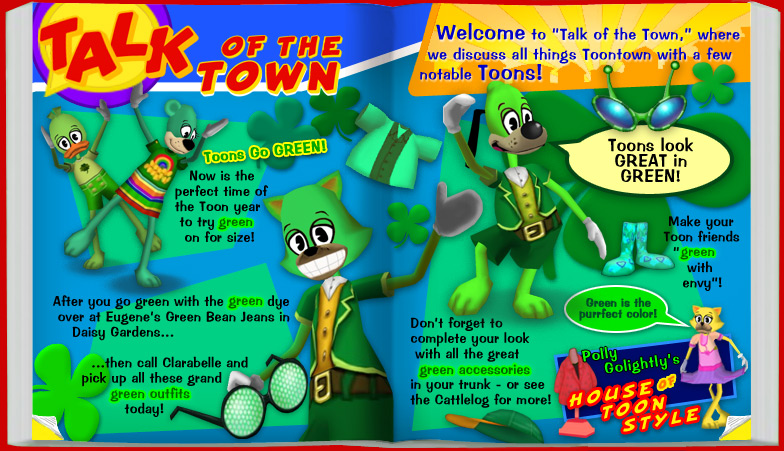 TALK
OF THE
TOWN
Toons Go GREEN!
Now is the
perfect time of
the Toon year
to try green
on for size!
After you go green with the green dye
over at Eugene's Green Bean Jeans in
Daisy Gardens...
...then call Clarabelle and
pick up all these grand
green outfits
today!
Welcome to "Talk of the Town," where
we discuss all things Toontown with a few
notable Toons!
Toons look
GREAT in
GREEN!
Make your
Toon friends
"green
with
envy"!
Green is the
purrfect color!
Don't forget to
complete your look
with all the great
green accessories
in your trunk - or see
the Cattlelog for more!
Polly
Golightly's
HOUSE OF
TOON
STYLE